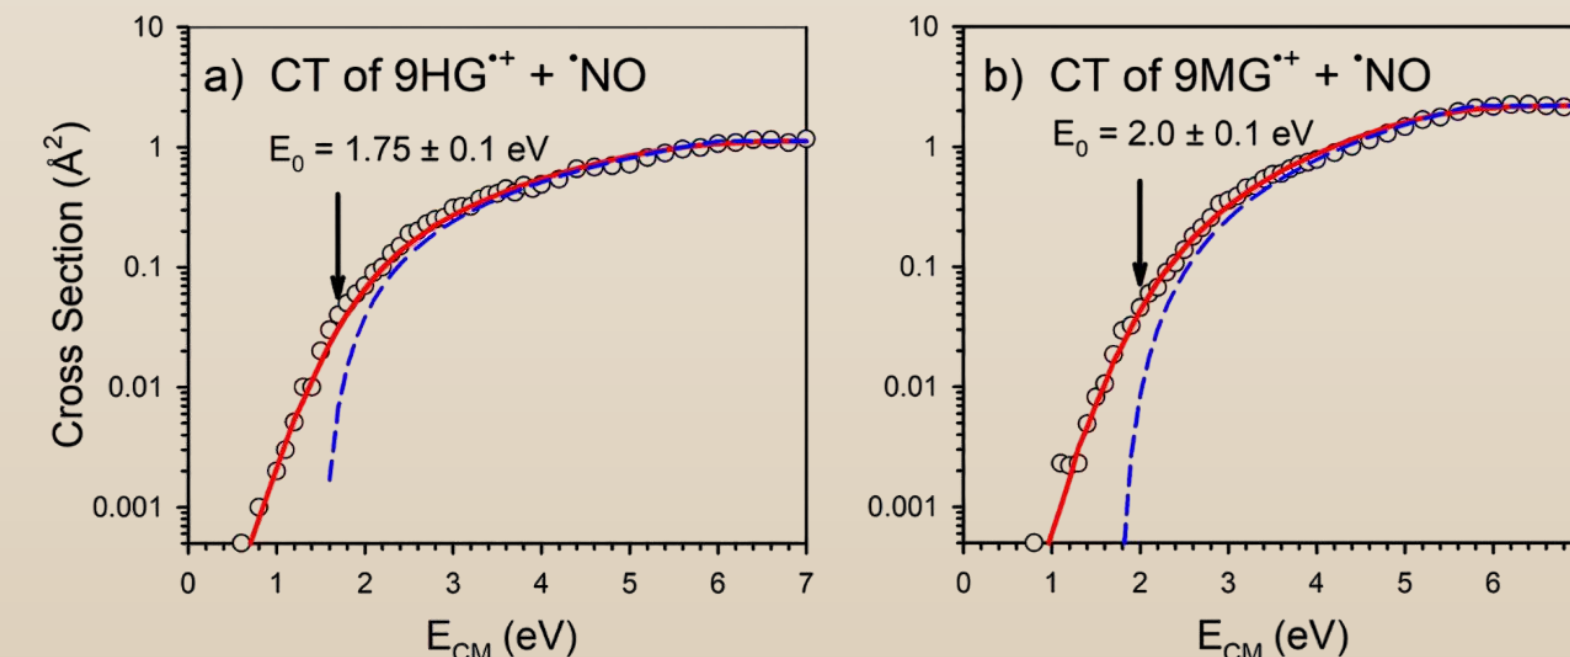 a) CT of 9HG•+ + •NO
E0 = 1.75 ± 0.1 eV
Cross Section (Å2)
10
1
0.1
0.01
0.001
0 1 2 3 4 5 6 7
ECM (eV)
b) CT of 9MG•+ + •NO
E0 = 2.0 ± 0.1 eV
10
1
0.1
0.01
0.001
0 1 2 3 4 5 6
ECM (eV)